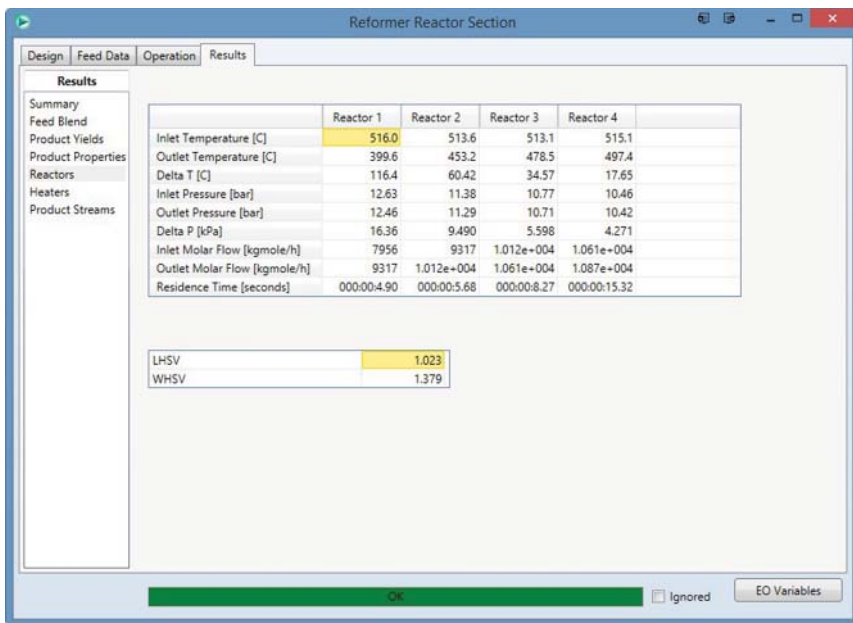 Reformer Reactor Section
Design Feed Data Operation Results
Results
Summary
Feed Blend
Product Yields
Product Properties
Reactors
Heaters
Product Streams
Reactor 1 Reactor 2 Reactor 3 Reactor 4
Inlet Temperature [C] 516.0 513.6 513.1 515.1
Outlet Temperature [C] 399.6 453.2 478.5 497.4
Delta T [C] 116.4 60.42 34.57 17.65
Inlet Pressure [bar] 12.63 11.38 10.77 10.46
Outlet Pressure [bar] 12.46 11.29 10.71 10.42
Delta P [kPa] 16.36 9.490 5.598 4.271
Inlet Molar Flow [kgmole/h] 7956 9317 1.012e+004 1.061e+004
Outlet Molar Flow [kgmole/h] 9317 1.012e+004 1.061e+004 1.087e+004
Residence Time [seconds] 000:00:4.90 000:00:5.68 000:00:8.27 000:00:15.32
LHSV 1.023
WHSV 1.379
OK
Ignored
EO Variables